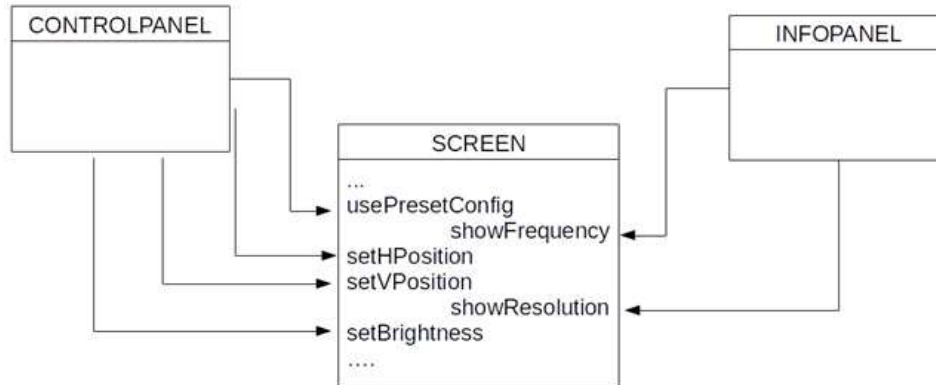 CONTROLPANEL
INFOPANEL
SCREEN
...
usePresetConfig
showFrequency
setHPosition
setVPosition
showResolution
setBrightness
....